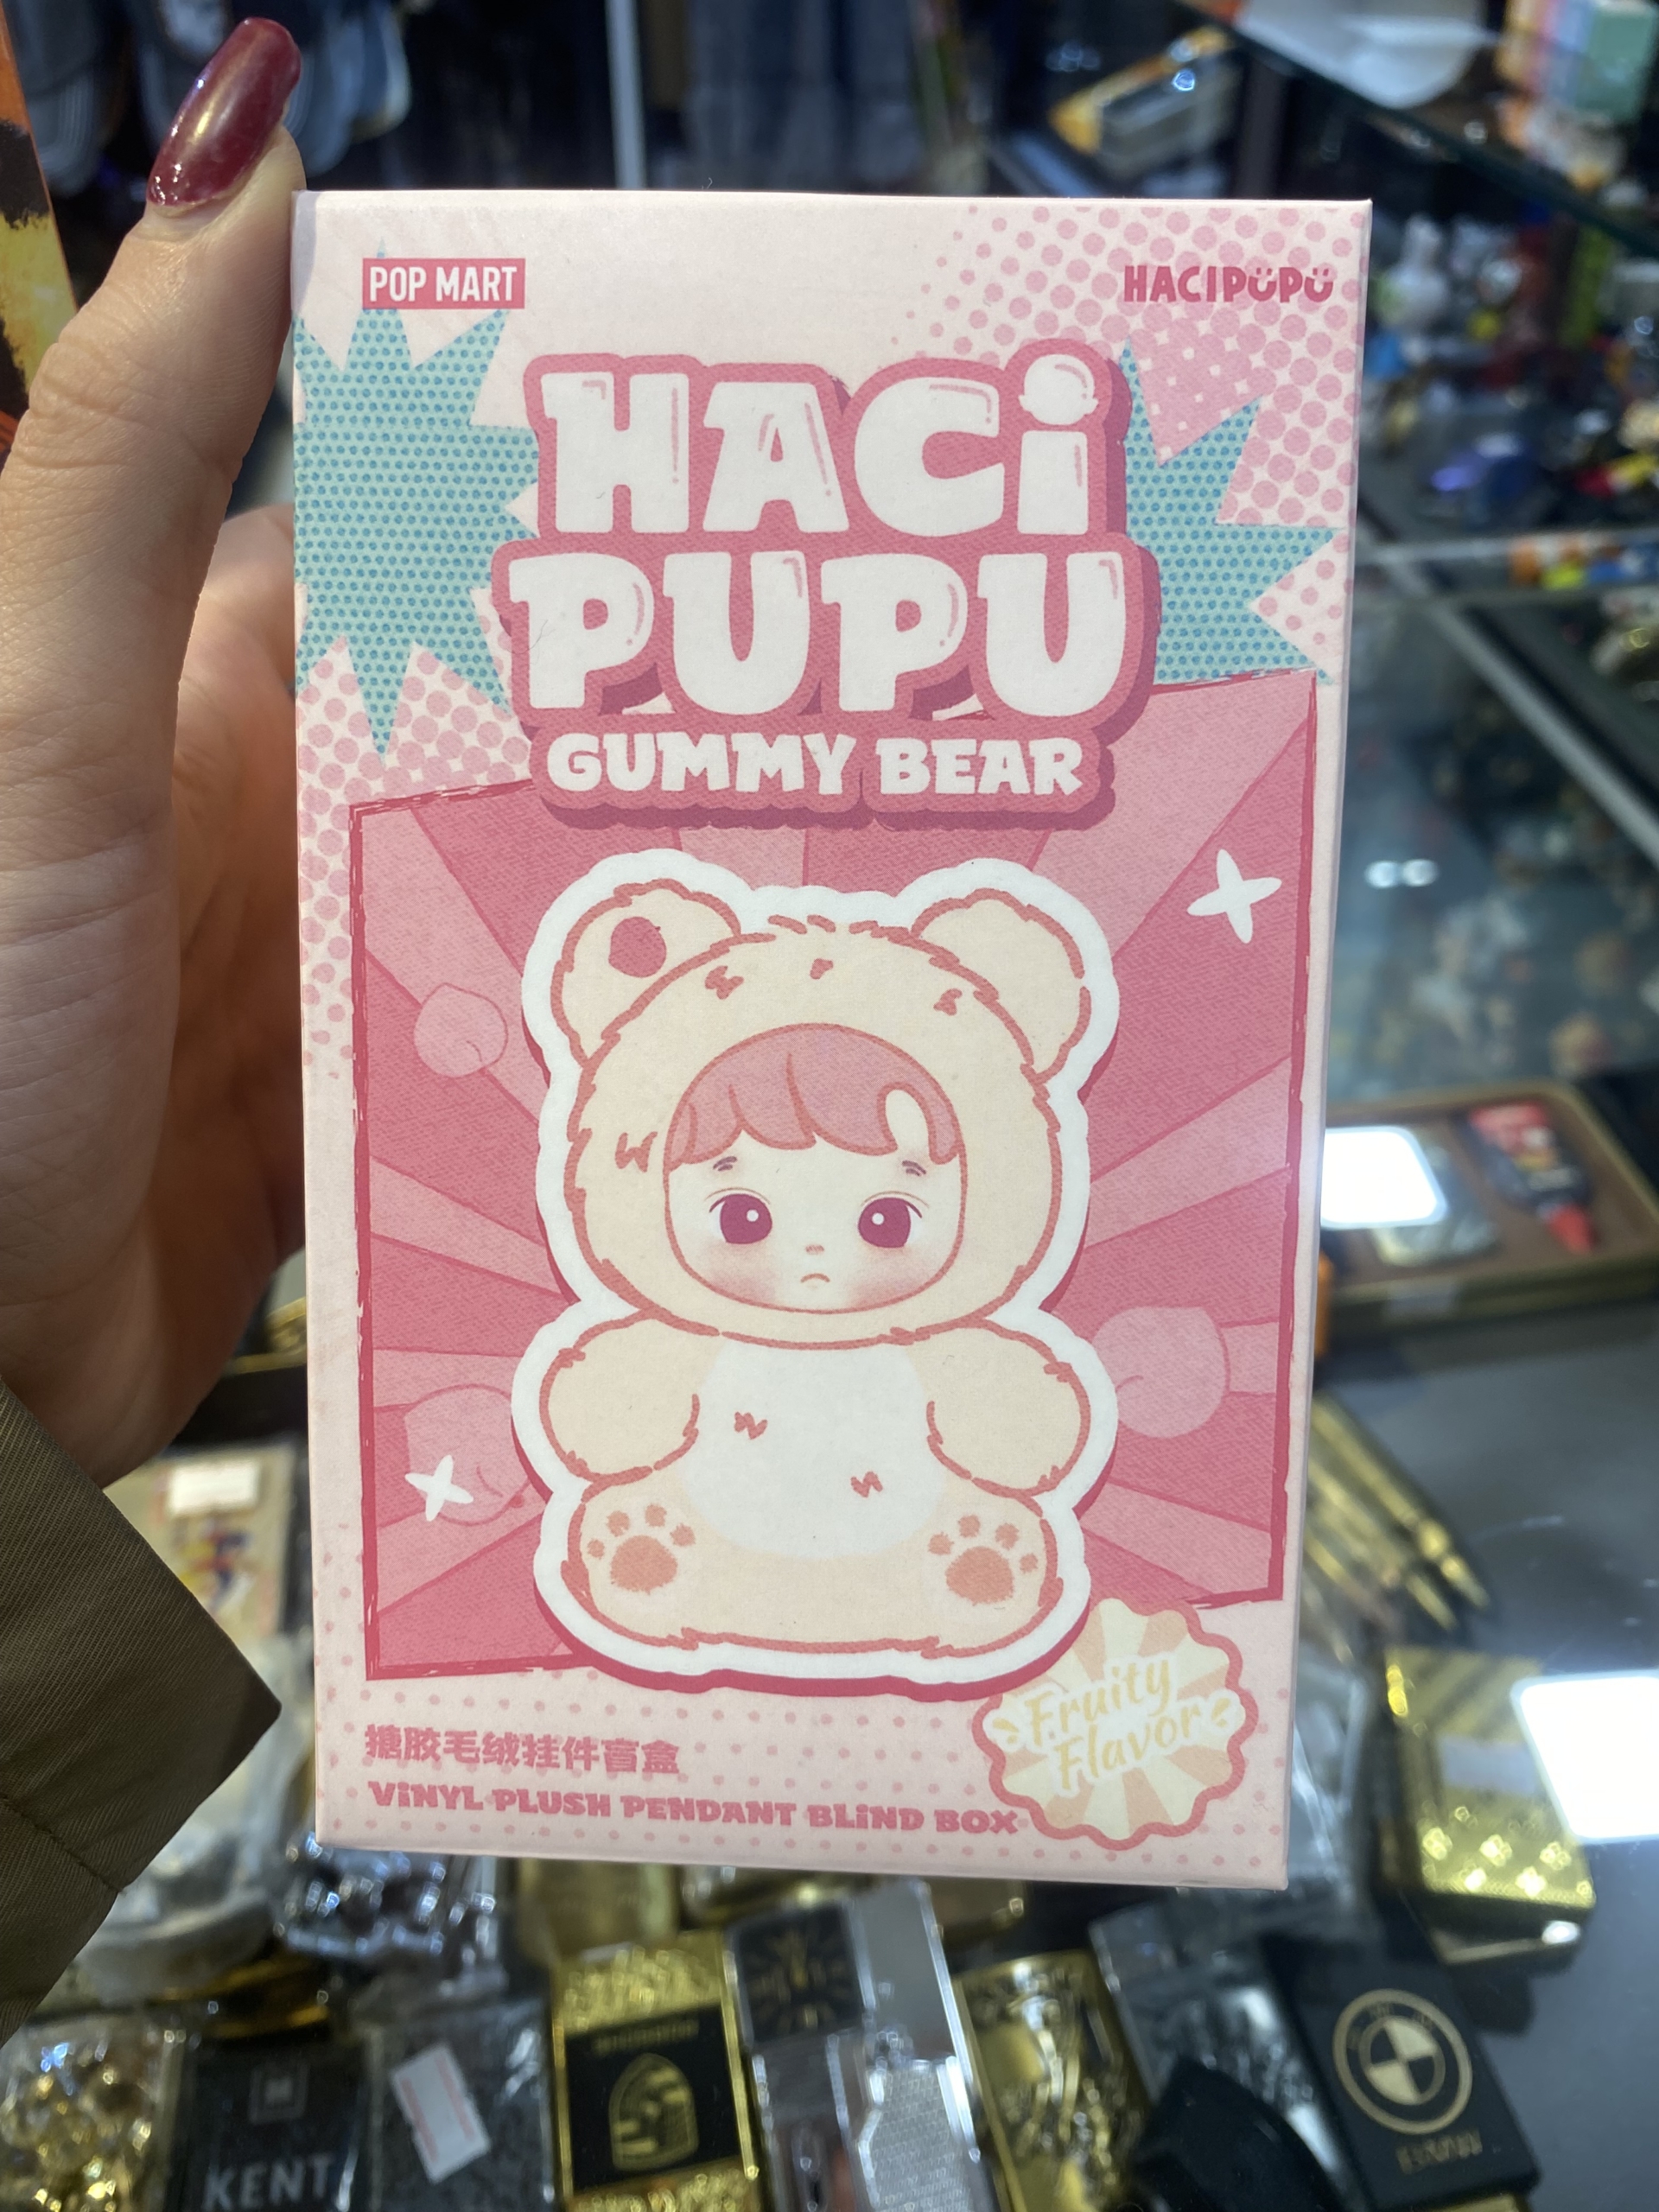 POP MART
HACIPÜPÜ
HACi
PUPU
GUMMY BEAR
Fruity
Flavor
搪胶毛绒挂件盲盒
ViNYL PLUSH PENDANT BLiND BOX
KENT